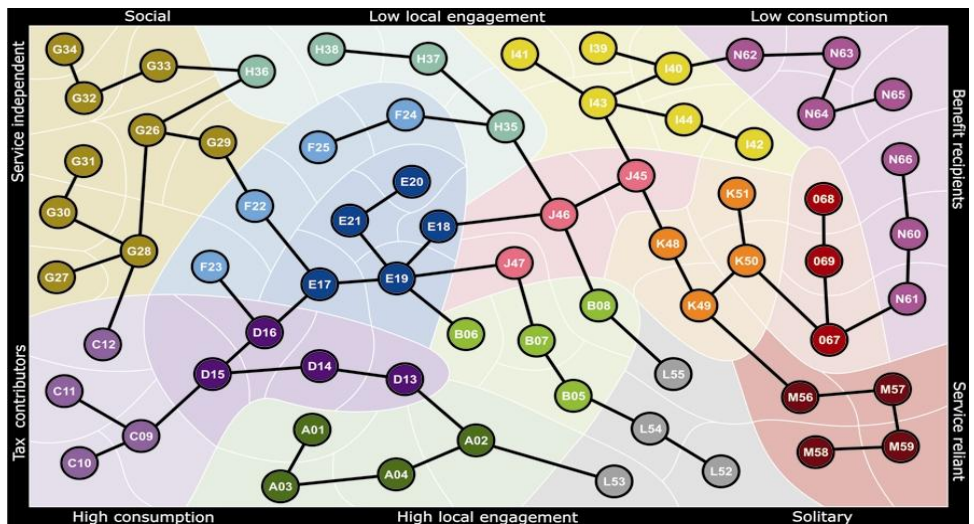 Social
Low local engagement
Low consumption
Service independent
Tax contributors
Benefit recipients
Service reliant
G34
G33
G32
H36
H38
H37
I41
I39
I40
N62
N63
G26
G29
F24
F25
H35
I43
I44
I42
N64
N65
G31
G30
G28
G27
F22
F23
E20
E21
E18
E19
E17
J45
J46
J47
K51
K48
K50
K49
068
069
067
N66
N60
N61
C12
D16
D15
D14
D13
B06
B07
B08
B05
L55
C11
C09
C10
A01
A02
A03
A04
L54
L52
L53
M56
M57
M58
M59
High consumption
High local engagement
Solitary